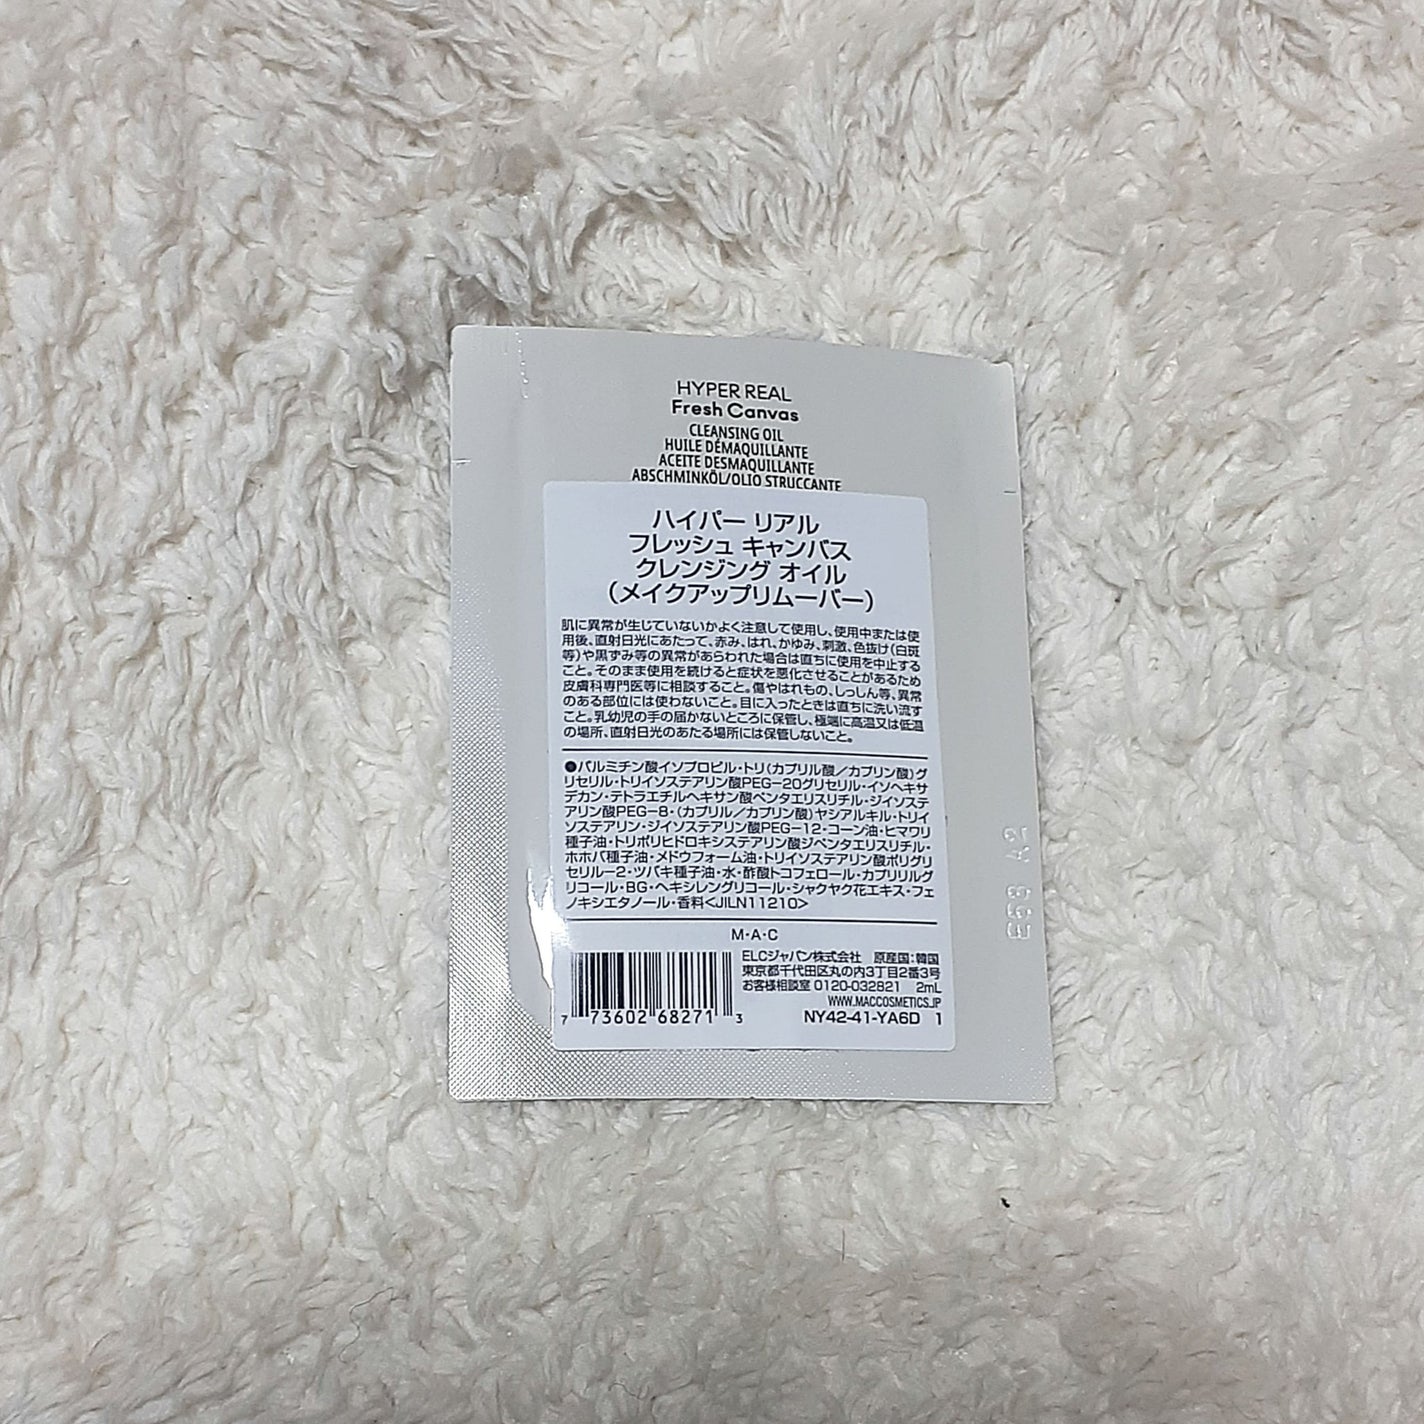 HYPER REAL
Fresh Canvas
CLEANSING OIL
HUILE DÉMAQUILLANTE
ACEITE DESMAQUILLANTE
ABSCHMINKÖL/OLIO STRUCCANTE
ハイパー リアル
フレッシュ キャンバス
クレンジング オイル
(メイクアップリムーバー)
肌に異常が生じていないかよく注意して使用し、使用中または使
用後、直射日光にあたって、赤み、はれ、かゆみ、刺激、色抜け(白斑
等)や黒ずみ等の異常があらわれた場合は直ちに使用を中止する
こと。そのまま使用を続けると症状を悪化させることがあるため
皮膚科専門医等に相談すること。傷やはれもの、しっしん等、異常
のある部位には使わないこと。目に入ったときは直ちに洗い流す
こと。乳幼児の手の届かないところに保管し、極端に高温又は低温
の場所、直射日光のあたる場所には保管しないこと。
●パルミチン酸イソプロピル・トリ(カプリル酸/カプリン酸)グ
リセリル・トリイソステアリン酸PEG-20グリセリル・イソヘキサ
デカン・テトラエチルヘキサン酸ペンタエリスリチル・ジイソステ
アリン酸PEG-8・(カプリル/カプリン酸)ヤシアルキル・トリイ
ソステアリン・ジイソステアリン酸PEG-12・コーン油・ヒマワリ
種子油・トリポリヒドロキシステアリン酸ジペンタエリスリチル・
ホホバ種子油・メドウフォーム油・トリイソステアリン酸ポリグリ
セリル-2・ツバキ種子油・水・酢酸トコフェロール・カプリリルグ
リコール・BG・ヘキシレングリコール・シャクヤク花エキス・フェ
ノキシエタノール・香料<JILN11210>
M・A・C
ELCジャパン株式会社 原産国:韓国
東京都千代田区丸の内3丁目2番3号
お客様相談室 0120-032821 2mL
WWW.MACCOSMETICS.JP
NY42-41-YA6D 1
7 73602 68271 3